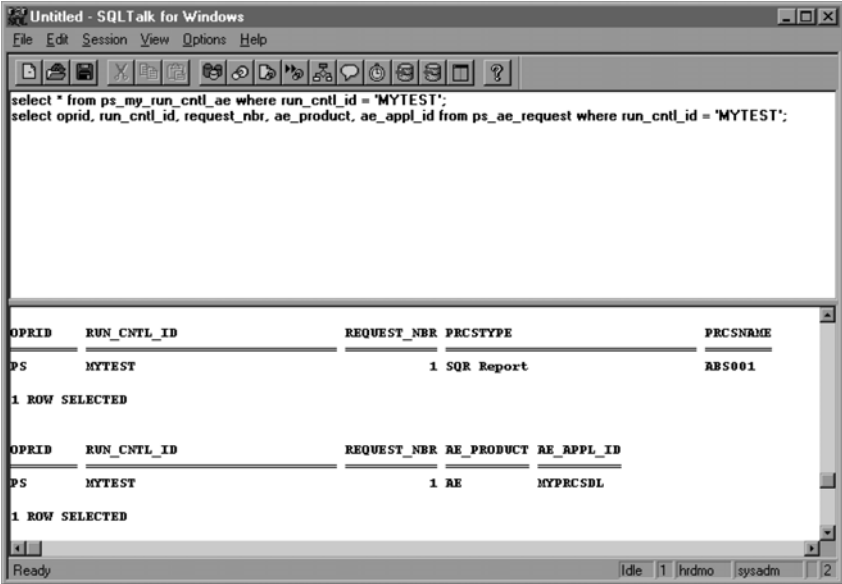 Untitled - SQLTalk for Windows
File Edit Session View Options Help
select * from ps_my_run_cntl_ae where run_cntl_id = 'MYTEST';
select oprid, run_cntl_id, request_nbr, ae_product, ae_appl_id from ps_ae_request where run_cntl_id = 'MYTEST';
OPRID RUN_CNTL_ID REQUEST_NBR PRCSTYPE PRCSNAME
PS MYTEST 1 SQR Report ABS001
1 ROW SELECTED
OPRID RUN_CNTL_ID REQUEST_NBR AE_PRODUCT AE_APPL_ID
PS MYTEST 1 AE MYPRCSDL
1 ROW SELECTED
Ready Idle 1 hrdmo sysadm 2